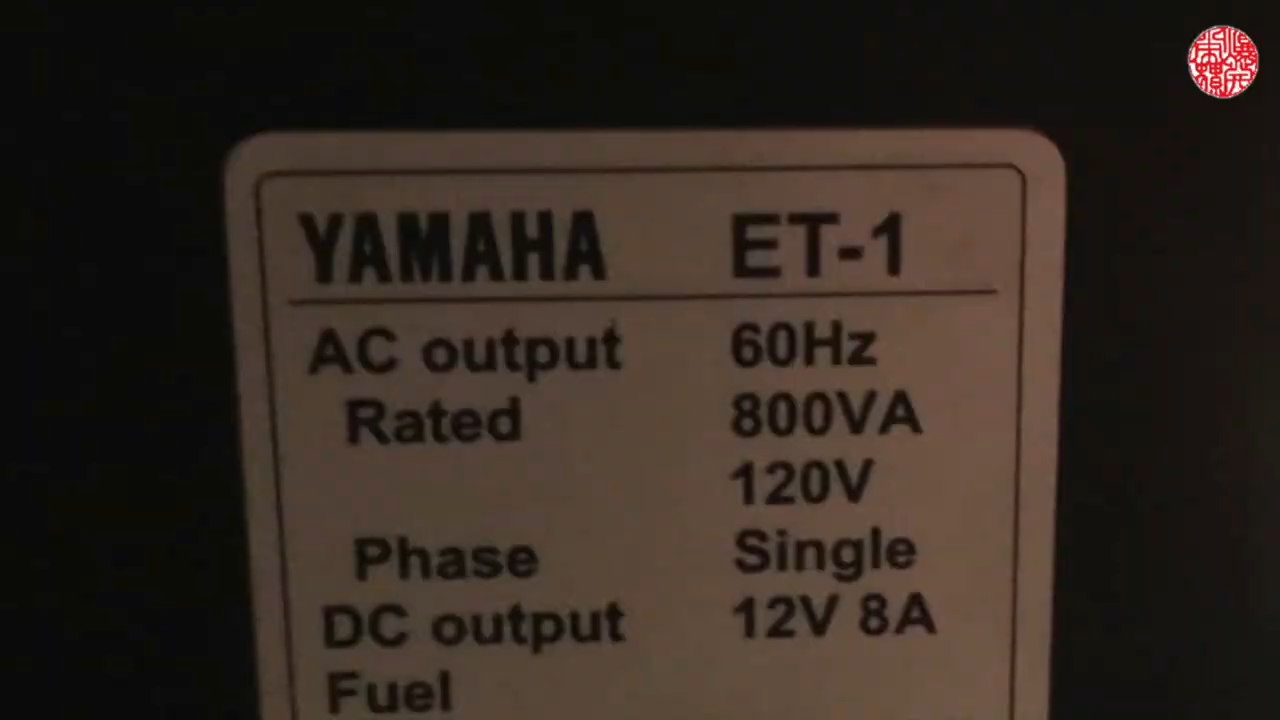 YAMAHA ET-1
AC output 60Hz
Rated 800VA
120V
Phase Single
DC output 12V 8A
Fuel